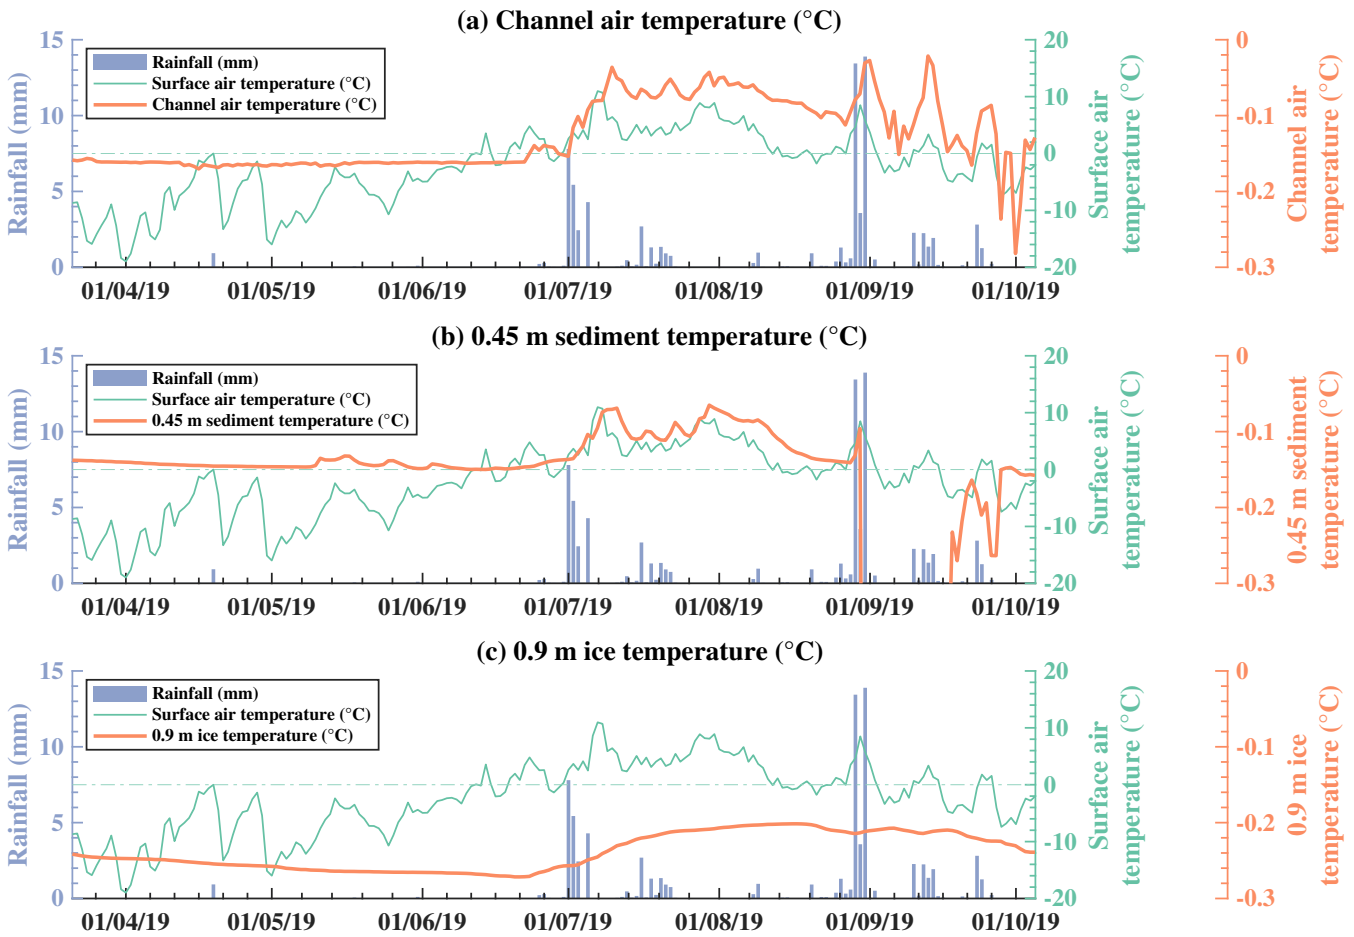 (a) Channel air temperature (°C)
Rainfall (mm)
Surface air temperature (°C)
Channel air temperature (°C)
15
10
5
0
Rainfall (mm)
20
10
0
-10
-20
Surface air
temperature (°C)
0
-0.1
-0.2
-0.3
Channel air
temperature (°C)
01/04/19 01/05/19 01/06/19 01/07/19 01/08/19 01/09/19 01/10/19
(b) 0.45 m sediment temperature (°C)
Rainfall (mm)
Surface air temperature (°C)
0.45 m sediment temperature (°C)
15
10
5
0
Rainfall (mm)
20
10
0
-10
-20
Surface air
temperature (°C)
0
-0.1
-0.2
-0.3
0.45 m sediment
temperature (°C)
01/04/19 01/05/19 01/06/19 01/07/19 01/08/19 01/09/19 01/10/19
(c) 0.9 m ice temperature (°C)
Rainfall (mm)
Surface air temperature (°C)
0.9 m ice temperature (°C)
15
10
5
0
Rainfall (mm)
20
10
0
-10
-20
Surface air
temperature (°C)
0
-0.1
-0.2
-0.3
0.9 m ice
temperature (°C)
01/04/19 01/05/19 01/06/19 01/07/19 01/08/19 01/09/19 01/10/19